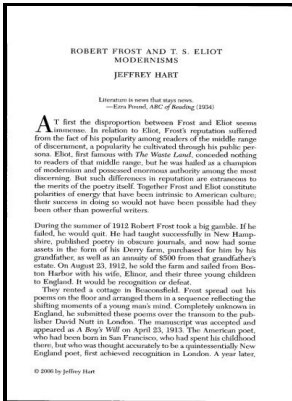 ROBERT FROST AND T. S. ELIOT
MODERNISMS
JEFFREY HART
Literature is news that stays news.
—Ezra Pound, ABC of Reading (1934)
AT first the disproportion between Frost and Eliot seems
immense. In relation to Eliot, Frost's reputation suffered
from the fact of his popularity among readers of the middle range
of discernment, a popularity he cultivated through his public per-
sona. Eliot, first famous with The Waste Land, conceded nothing
to readers of that middle range, but he was hailed as a champion
of modernism and possessed enormous authority among the most
discerning. But such differences in reputation are extraneous to
the merits of the poetry itself. Together Frost and Eliot constitute
polarities of energy that have been intrinsic to American culture;
their success in doing so would not have been possible had they
been other than powerful writers.
During the summer of 1912 Robert Frost took a big gamble. If he
failed, he would quit. He had taught successfully in New Hamp-
shire, published poetry in obscure journals, and now had some
assets in the form of his Derry farm, purchased for him by his
grandfather, as well as an annuity of $500 from that grandfather's
estate. On August 23, 1912, he sold the farm and sailed from Bos-
ton Harbor with his wife, Elinor, and their three young children
to England. It would be recognition or defeat.
They rented a cottage in Beaconsfield. Frost spread out his
poems on the floor and arranged them in a sequence reflecting the
shifting moments of a young man's mind. Completely unknown in
England, he submitted these poems over the transom to the pub-
lisher David Nutt in London. The manuscript was accepted and
appeared as A Boy's Will on April 23, 1913. The American poet,
who had been born in San Francisco, who had spent his childhood
there, but who was thought accurately to be a quintessentially New
England poet, first achieved recognition in London. A year later,
© 2006 by Jeffrey Hart